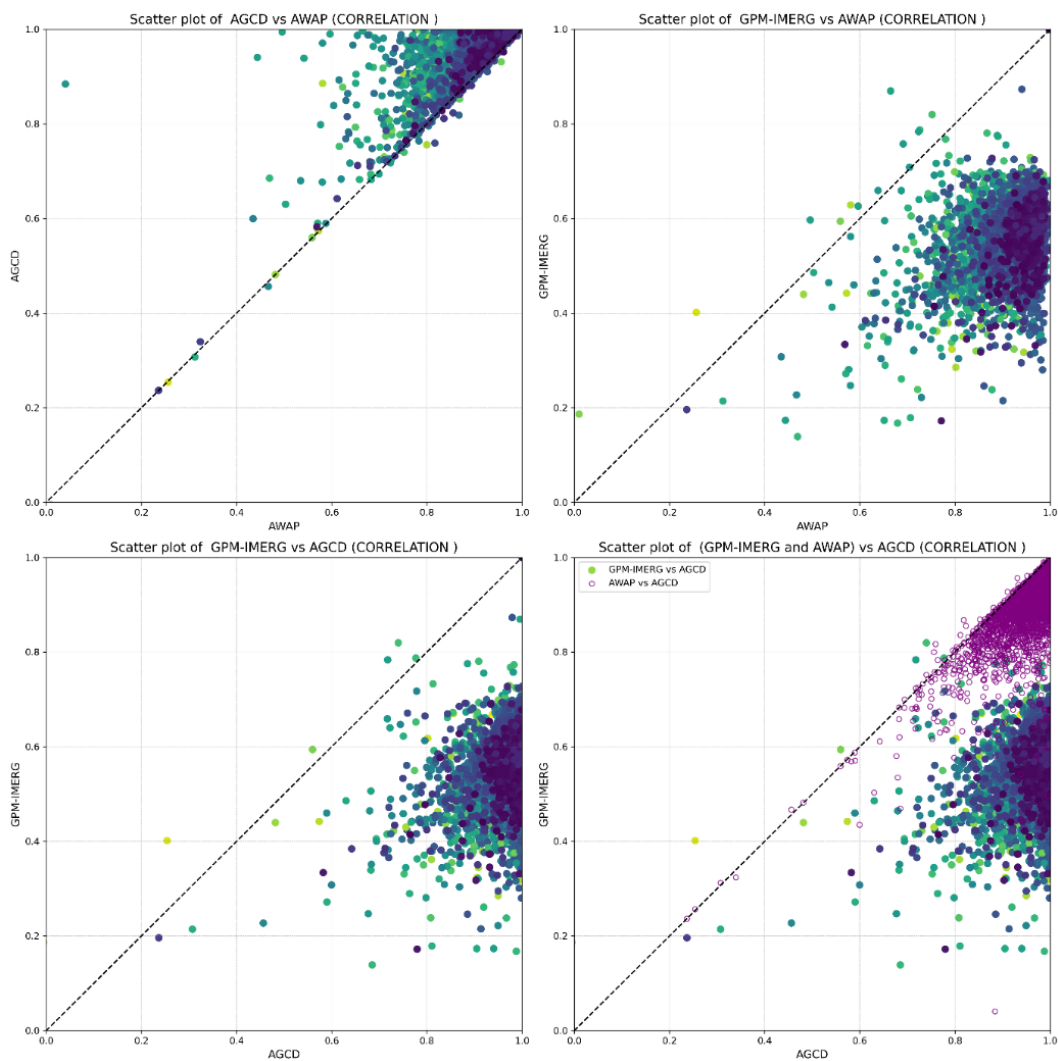 Scatter plot of AGCD vs AWAP (CORRELATION )
1.0
0.8
0.6
0.4
0.2
0.0
AGCD
0.0 0.2 0.4 0.6 0.8 1.0
AWAP
Scatter plot of GPM-IMERG vs AWAP (CORRELATION )
1.0
0.8
0.6
0.4
0.2
0.0
GPM-IMERG
0.0 0.2 0.4 0.6 0.8 1.0
AWAP
Scatter plot of GPM-IMERG vs AGCD (CORRELATION )
1.0
0.8
0.6
0.4
0.2
0.0
GPM-IMERG
0.0 0.2 0.4 0.6 0.8 1.0
AGCD
Scatter plot of (GPM-IMERG and AWAP) vs AGCD (CORRELATION )
GPM-IMERG vs AGCD
AWAP vs AGCD
1.0
0.8
0.6
0.4
0.2
0.0
GPM-IMERG
0.0 0.2 0.4 0.6 0.8 1.0
AGCD